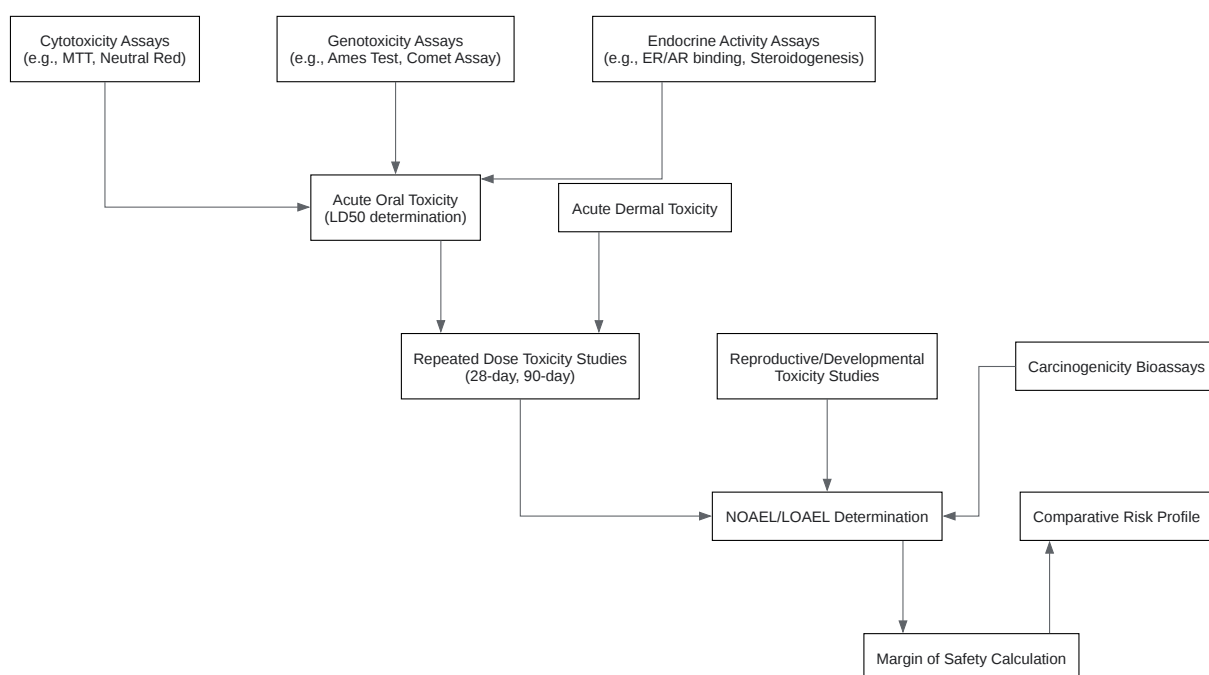 Cytotoxicity Assays
(e.g., MTT, Neutral Red)
Genotoxicity Assays
(e.g., Ames Test, Comet Assay)
Endocrine Activity Assays
(e.g., ER/AR binding, Steroidogenesis)
Acute Oral Toxicity
(LD50 determination)
Acute Dermal Toxicity
Repeated Dose Toxicity Studies
(28-day, 90-day)
Reproductive/Developmental
Toxicity Studies
Carcinogenicity Bioassays
NOAEL/LOAEL Determination
Comparative Risk Profile
Margin of Safety Calculation